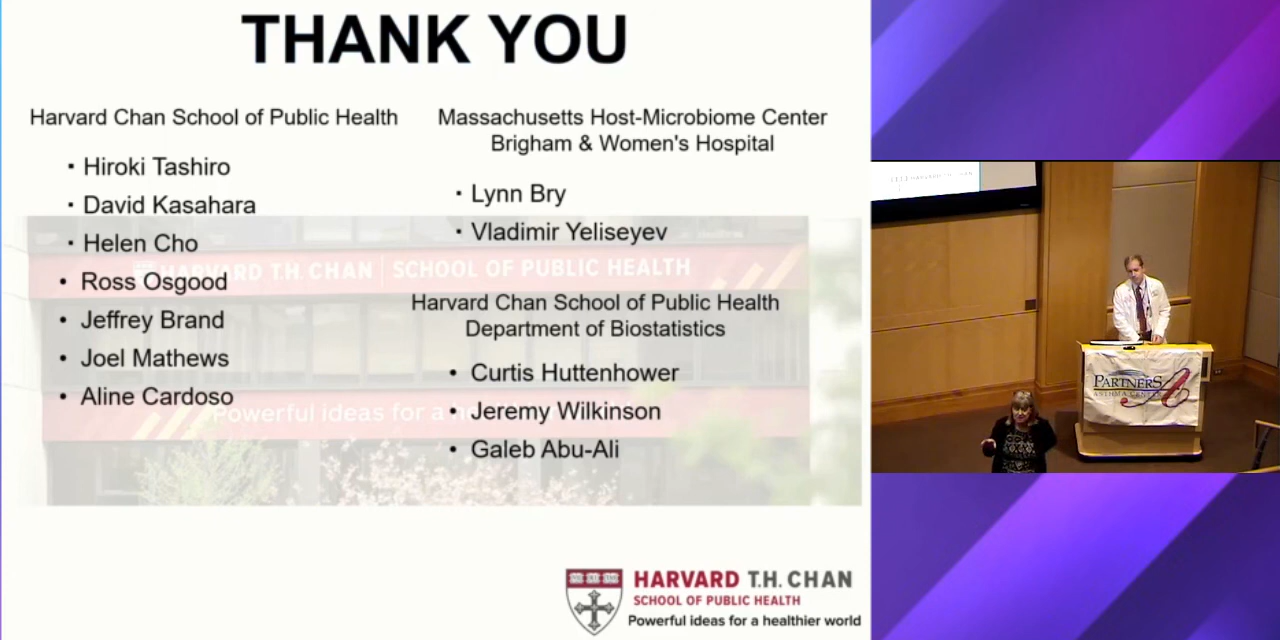 THANK YOU
Harvard Chan School of Public Health
▪ Hiroki Tashiro
▪ David Kasahara
▪ Helen Cho
• Ross Osgood
• Jeffrey Brand
• Joel Mathews
• Aline Cardoso
Massachusetts Host-Microbiome Center
Brigham & Women's Hospital
▪ Lynn Bry
▪ Vladimir Yeliseyev
HARVARD T.H. CHAN SCHOOL OF PUBLIC HEALTH
Harvard Chan School of Public Health
Department of Biostatistics
• Curtis Huttenhower
• Jeremy Wilkinson
• Galeb Abu-Ali
Powerful ideas for a
HARVARD T.H. CHAN
SCHOOL OF PUBLIC HEALTH
Powerful ideas for a healthier world
PARTNERS
ASTHMA CENTER